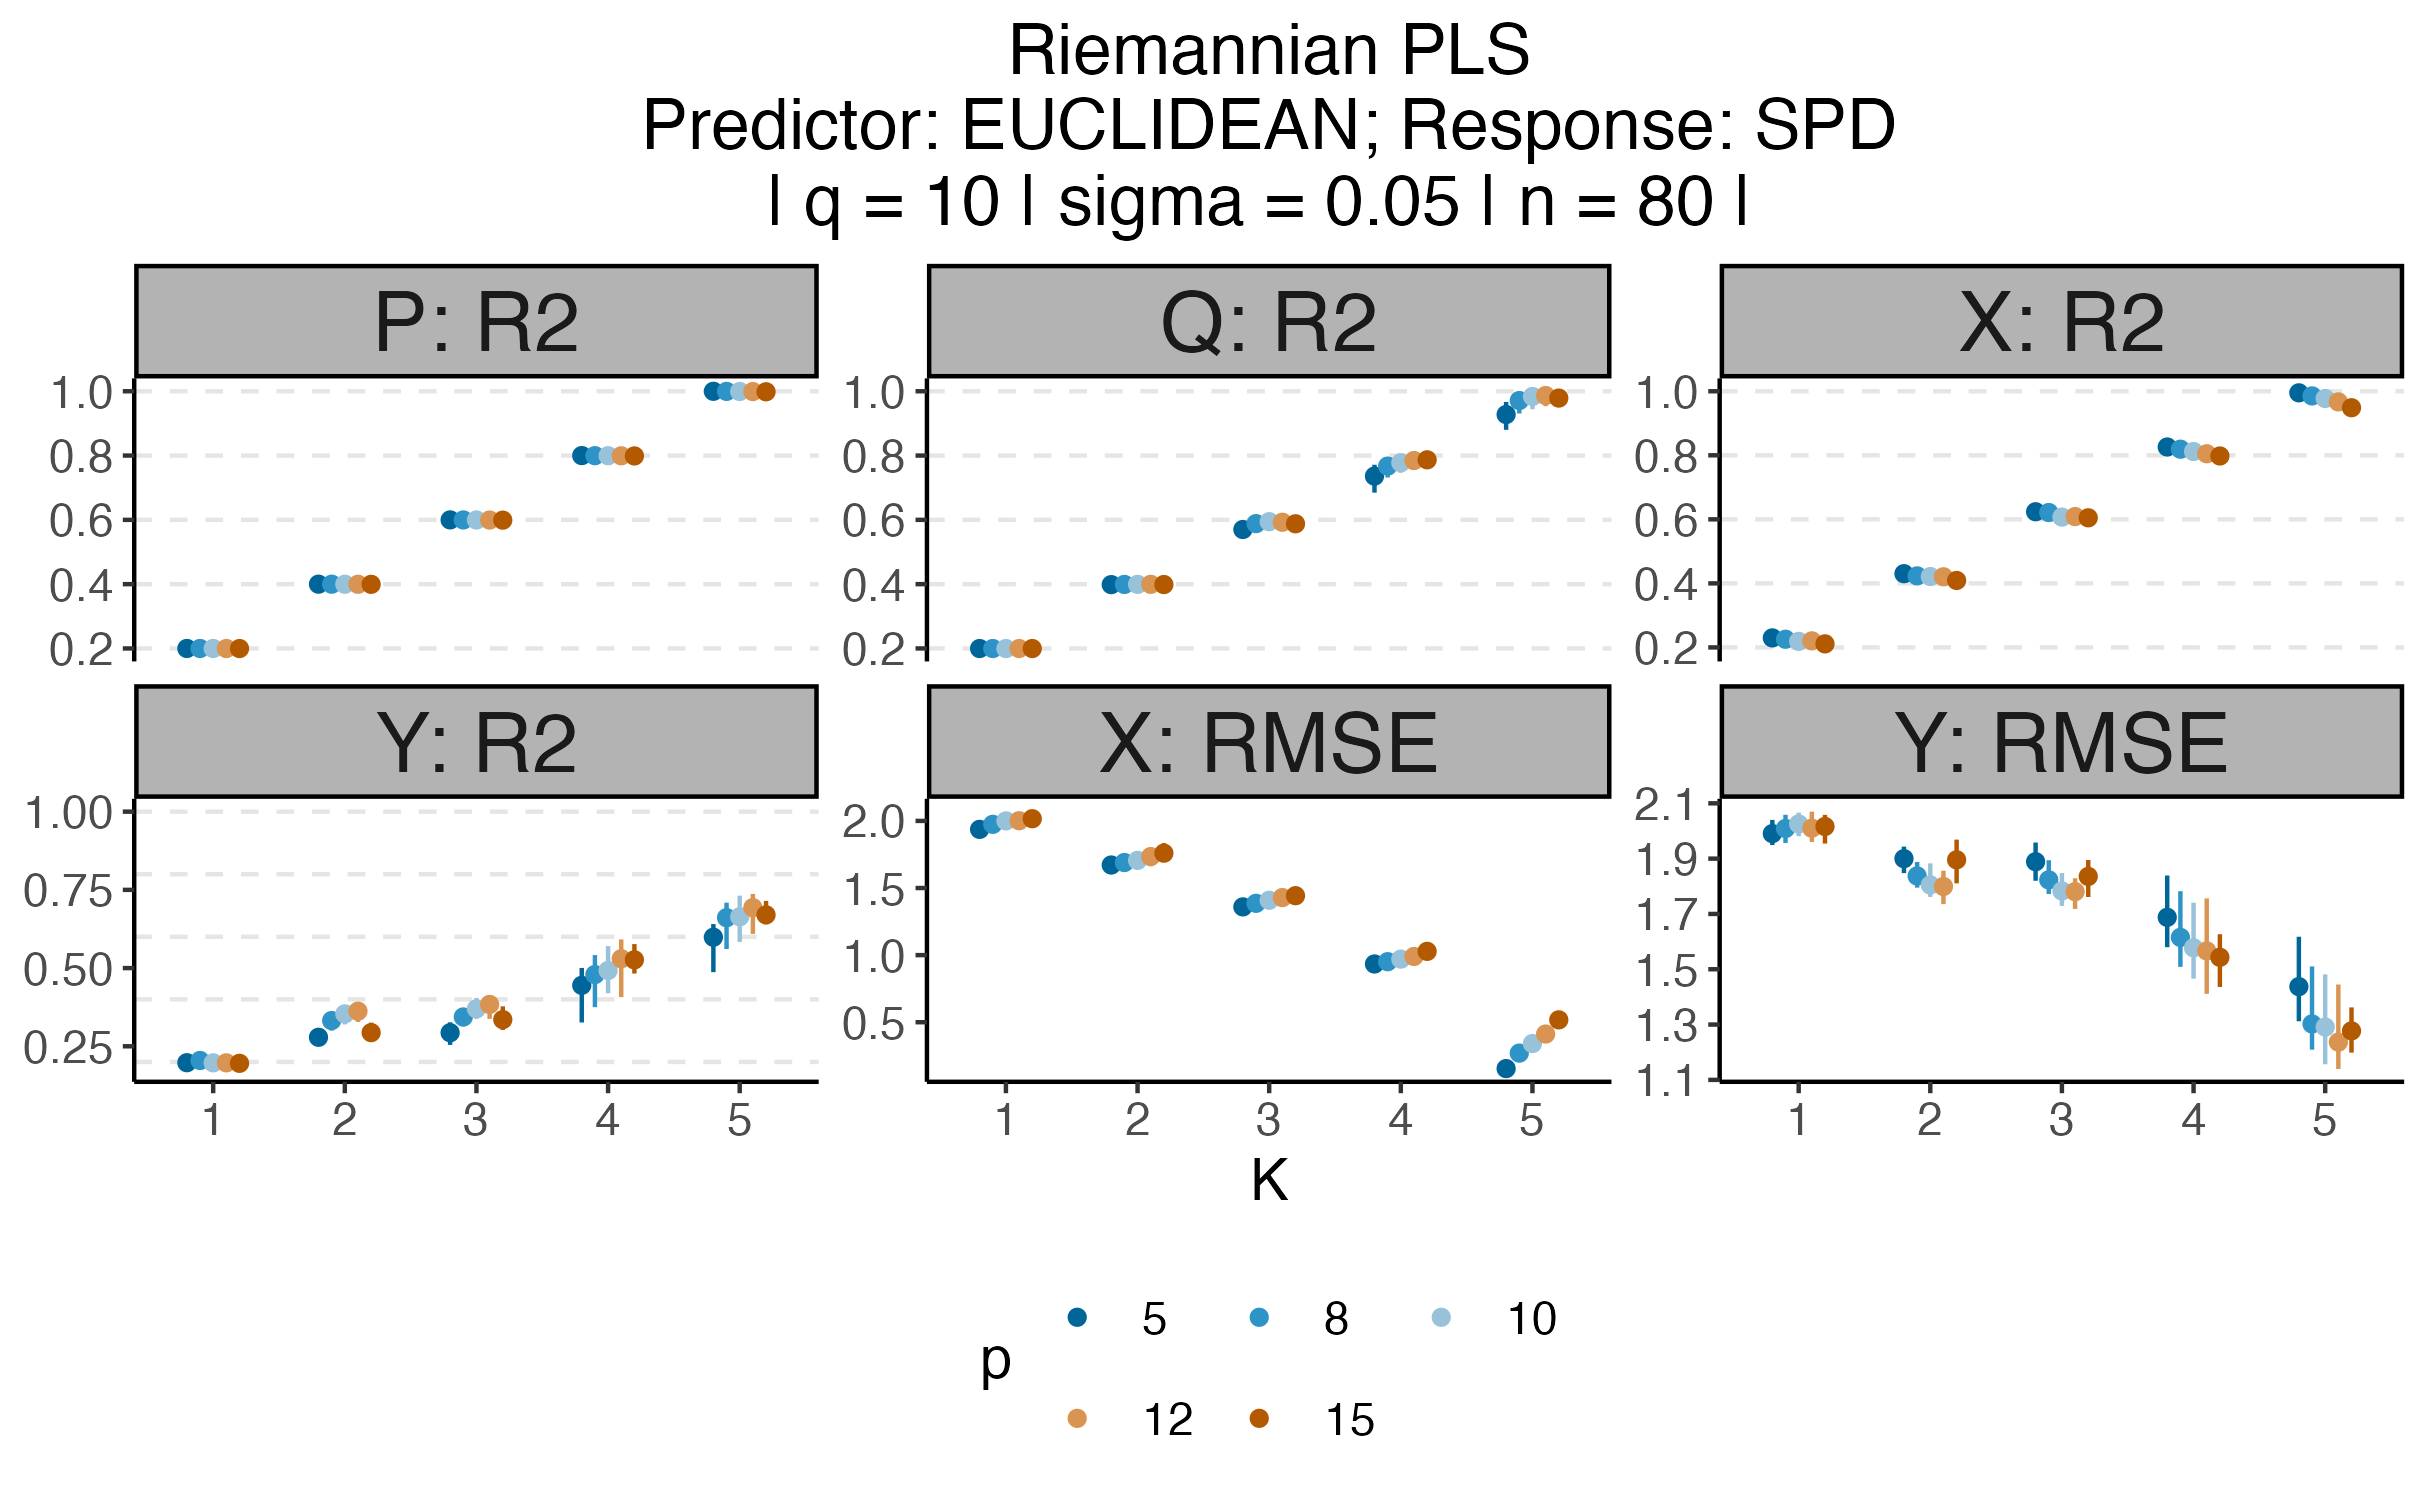 Riemannian PLS
Predictor: EUCLIDEAN; Response: SPD
| q = 10 | sigma = 0.05 | n = 80 |
P: R2
Q: R2
X: R2
1.0
0.8
0.6
0.4
0.2
1.0
0.8
0.6
0.4
0.2
1.0
0.8
0.6
0.4
0.2
Y: R2
X: RMSE
Y: RMSE
1.00
0.75
0.50
0.25
2.0
1.5
1.0
0.5
2.1
1.9
1.7
1.5
1.3
1.1
1 2 3 4 5
1 2 3 4 5
1 2 3 4 5
K
p
5 8 10
12 15